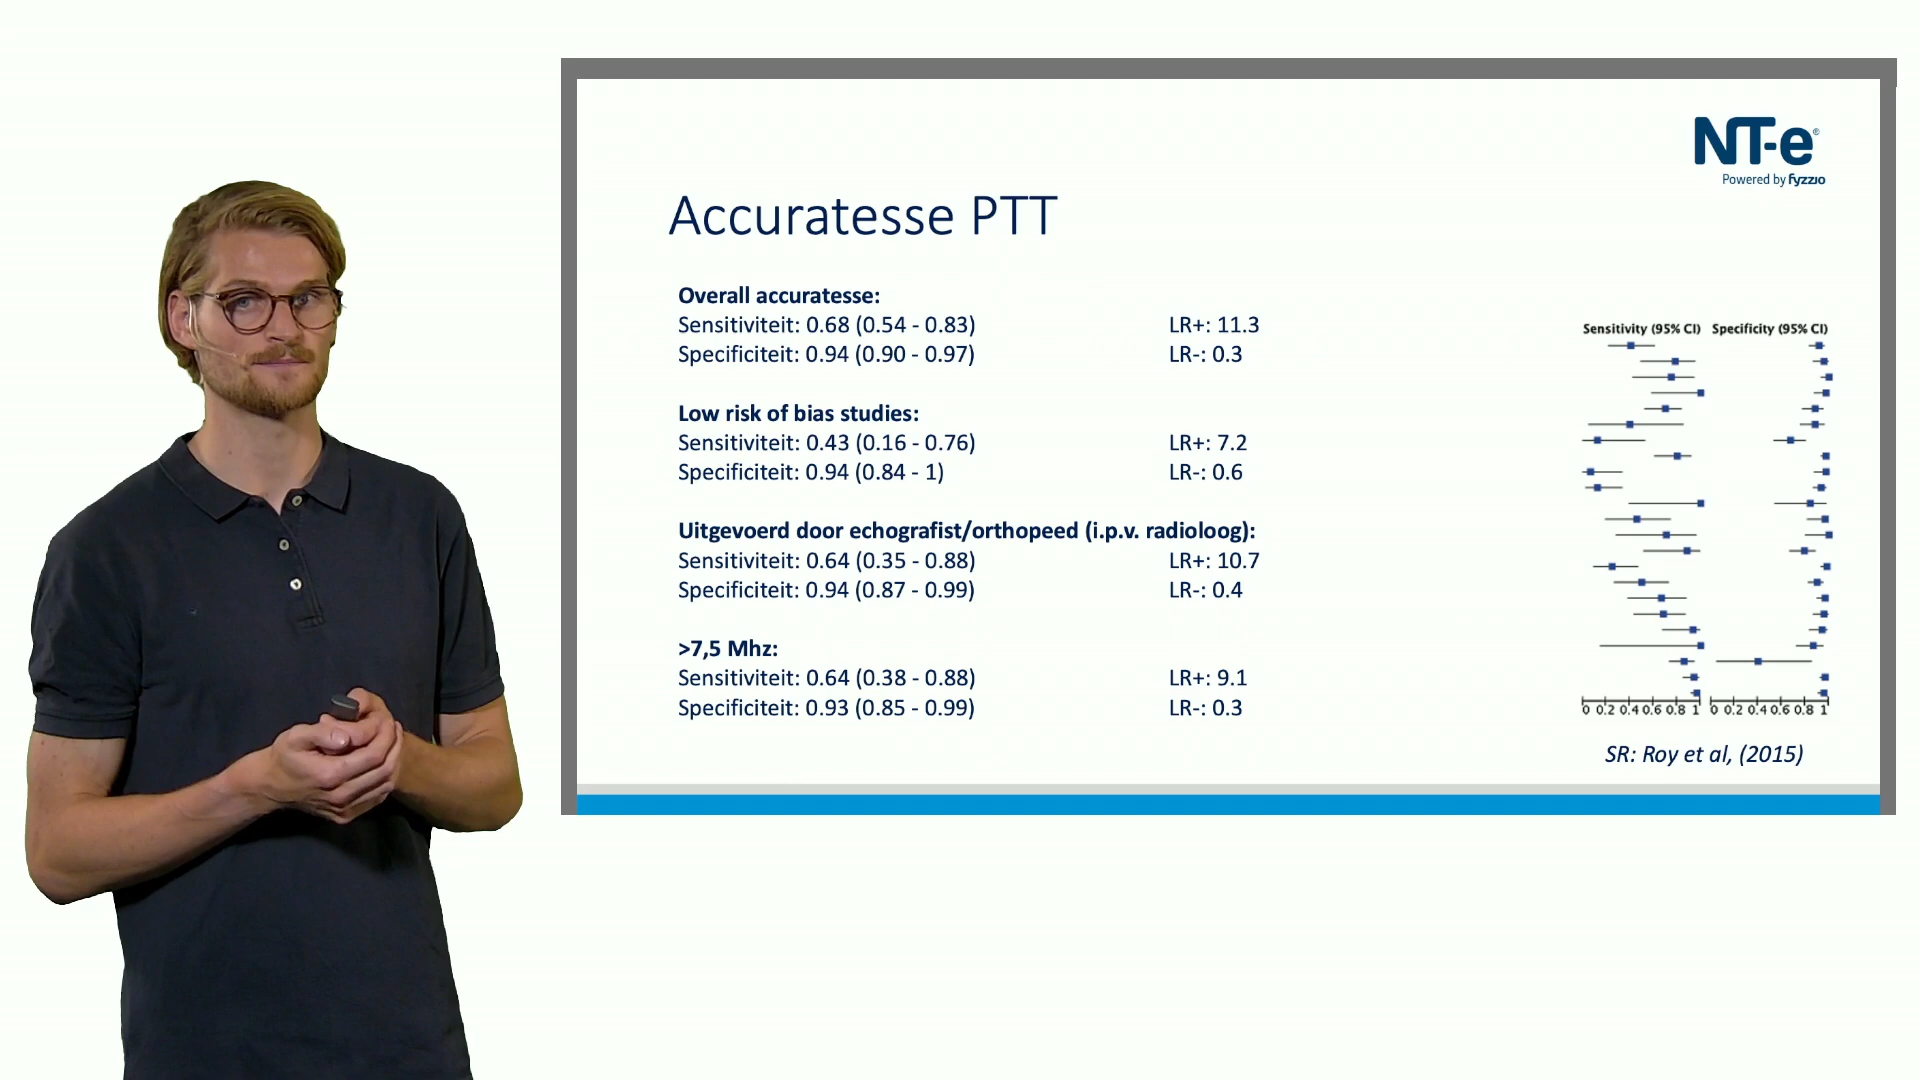 NT-e®
Powered by fyzzio
Accuratesse PTT
Overall accuratesse:
Sensitiviteit: 0.68 (0.54 - 0.83) LR+: 11.3
Specificiteit: 0.94 (0.90 - 0.97) LR-: 0.3
Low risk of bias studies:
Sensitiviteit: 0.43 (0.16 - 0.76) LR+: 7.2
Specificiteit: 0.94 (0.84 - 1) LR-: 0.6
Uitgevoerd door echografist/orthopeed (i.p.v. radioloog):
Sensitiviteit: 0.64 (0.35 - 0.88) LR+: 10.7
Specificiteit: 0.94 (0.87 - 0.99) LR-: 0.4
>7,5 Mhz:
Sensitiviteit: 0.64 (0.38 - 0.88) LR+: 9.1
Specificiteit: 0.93 (0.85 - 0.99) LR-: 0.3
Sensitivity (95% CI) Specificity (95% CI)
0 0.2 0.4 0.6 0.8 1 0 0.2 0.4 0.6 0.8 1
SR: Roy et al, (2015)